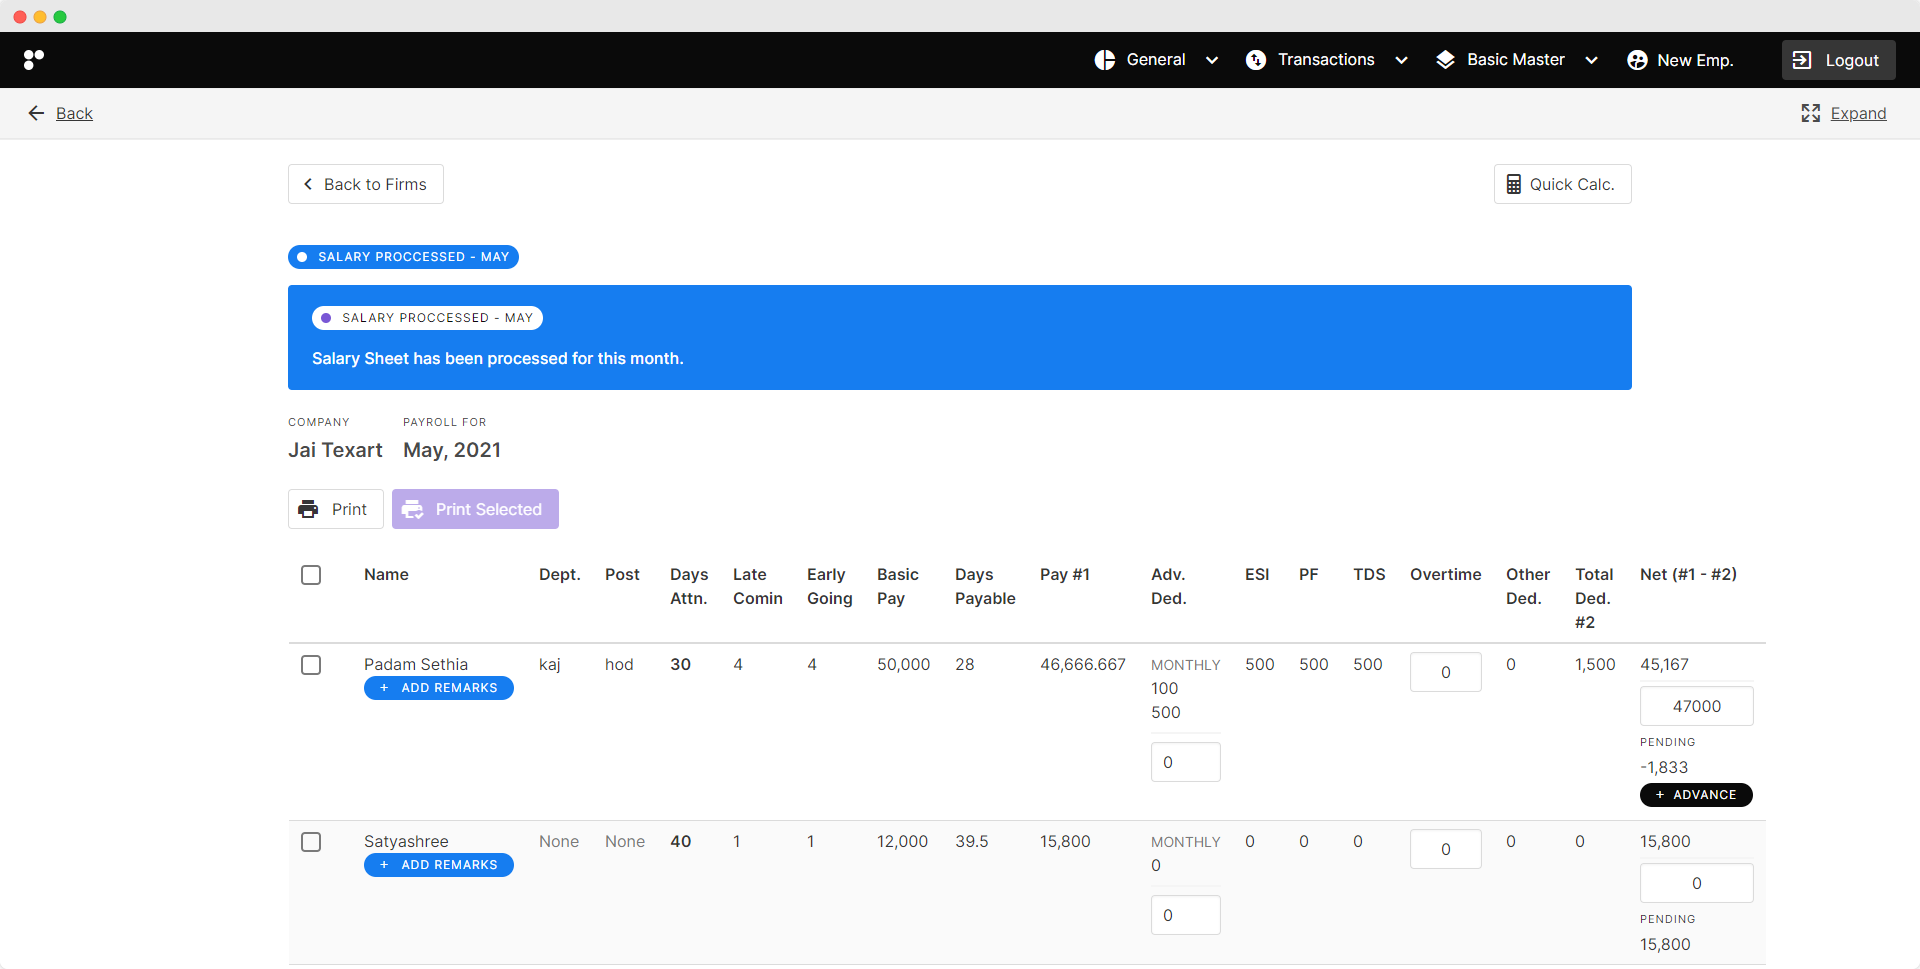 General
Transactions
Basic Master
New Emp.
Logout
Back
Expand
Back to Firms
Quick Calc.
SALARY PROCCESSED - MAY
SALARY PROCCESSED - MAY
Salary Sheet has been processed for this month.
COMPANY PAYROLL FOR
Jai Texart May, 2021
Print Print Selected
Name Dept. Post Days Late Early Basic Days Pay #1 Adv. ESI PF TDS Overtime Other Total Net (#1 - #2)
Attn. Comin Going Pay Payable Ded. Ded. Ded.
#2
Padam Sethia kaj hod 30 4 4 50,000 28 46,666.667 MONTHLY 500 500 500 0 0 1,500 45,167
+ ADD REMARKS 100
500 47000
PENDING
0 -1,833
+ ADVANCE
Satyashree None None 40 1 1 12,000 39.5 15,800 MONTHLY 0 0 0 0 0 0 15,800
+ ADD REMARKS 0
0
0 PENDING
15,800